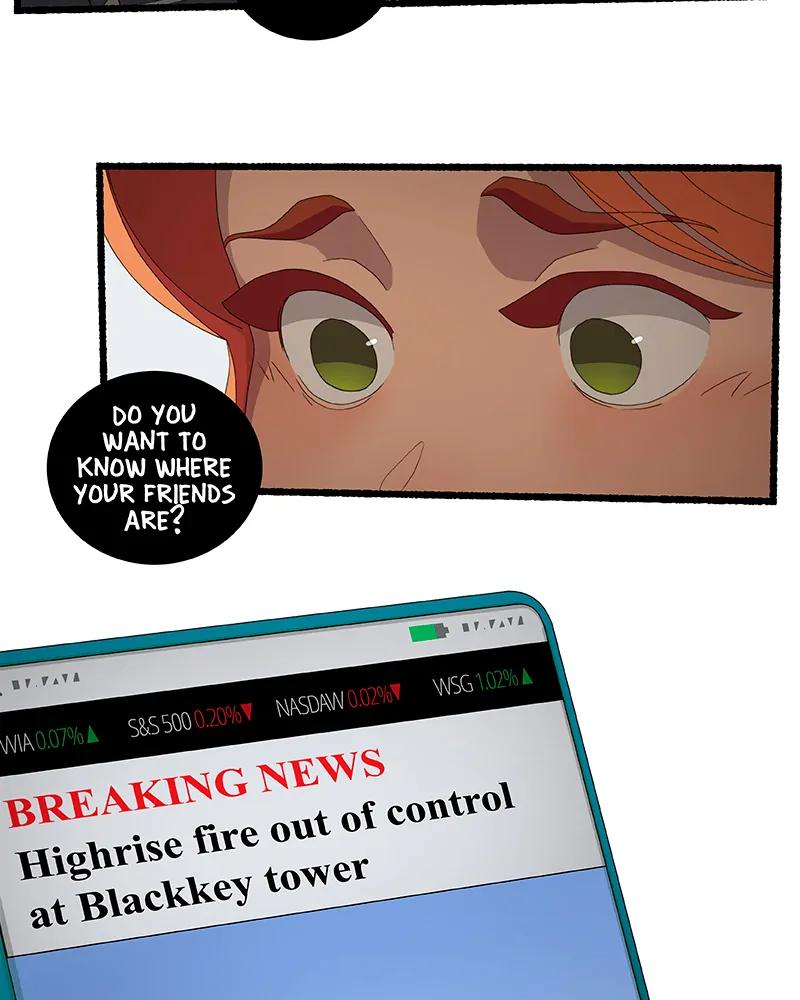 DO YOU
WANT TO
KNOW WHERE
YOUR FRIENDS
ARE?
WIA 0.07%▲ S&S 500 0.20%▼ NASDAW 0.02%▼ WSG 1.02%▲
BREAKING NEWS
Highrise fire out of control
at Blackkey tower